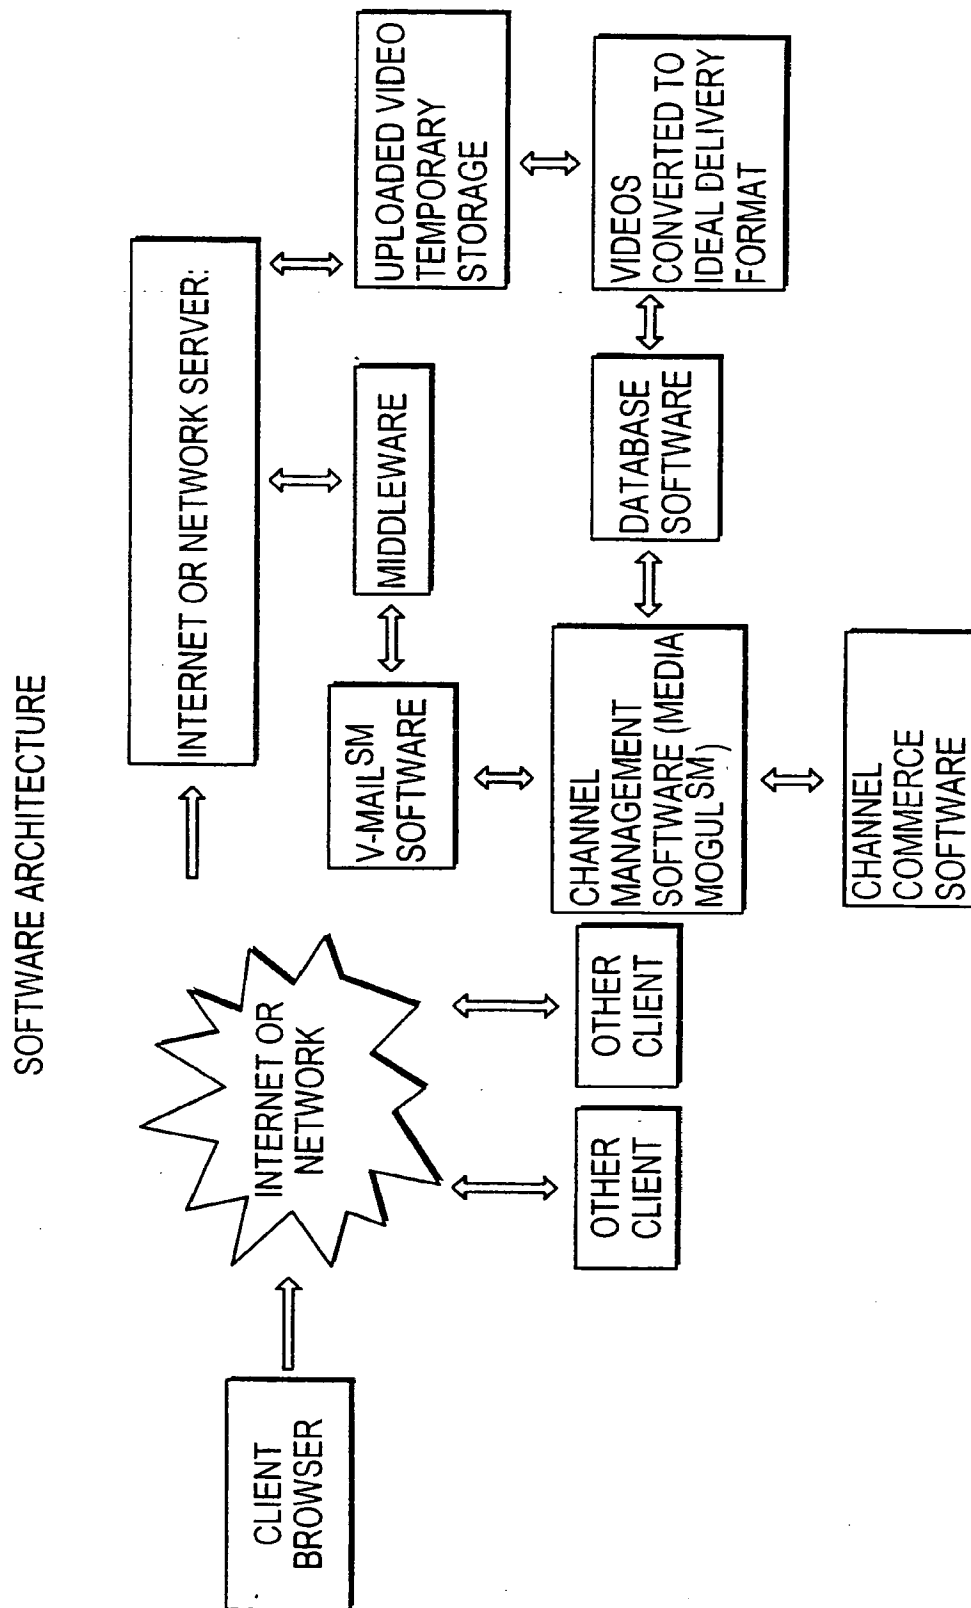 SOFTWARE ARCHITECTURE
CLIENT
BROWSER
INTERNET OR
NETWORK
INTERNET OR NETWORK SERVER:
OTHER
CLIENT
OTHER
CLIENT
V-MAIL SM
SOFTWARE
MIDDLEWARE
UPLOADED VIDEO
TEMPORARY
STORAGE
CHANNEL
MANAGEMENT
SOFTWARE (MEDIA
MOGUL SM)
DATABASE
SOFTWARE
VIDEOS
CONVERTED TO
IDEAL DELIVERY
FORMAT
CHANNEL
COMMERCE
SOFTWARE